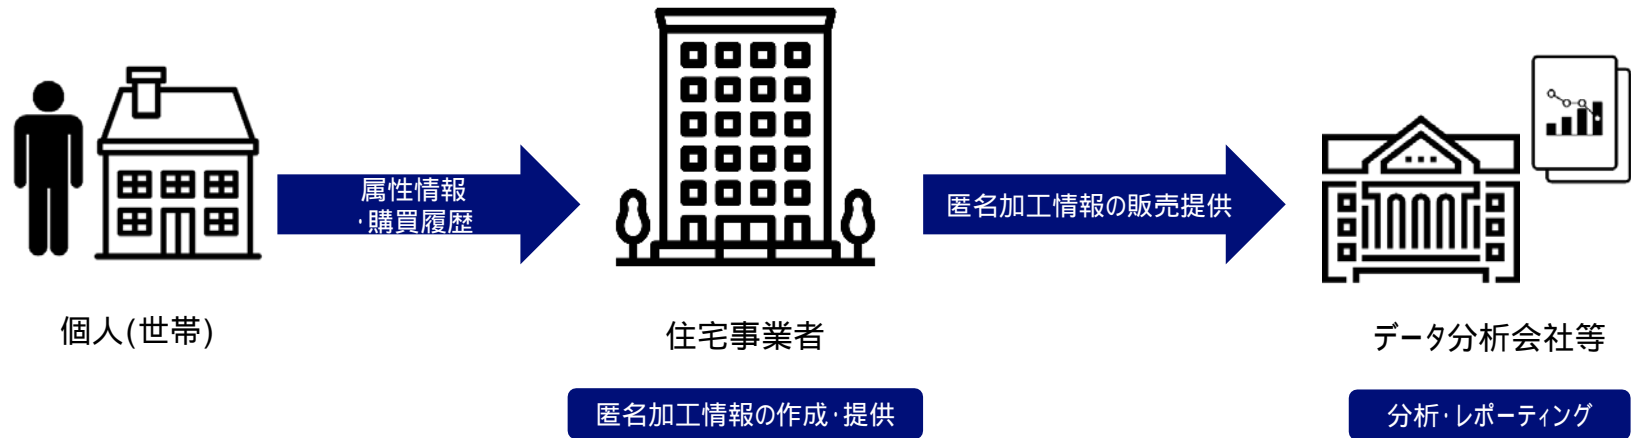 属性情報
・購買履歴
匿名加工情報の販売提供
個人(世帯)
住宅事業者
データ分析会社等
匿名加工情報の作成・提供
分析・レポーティング